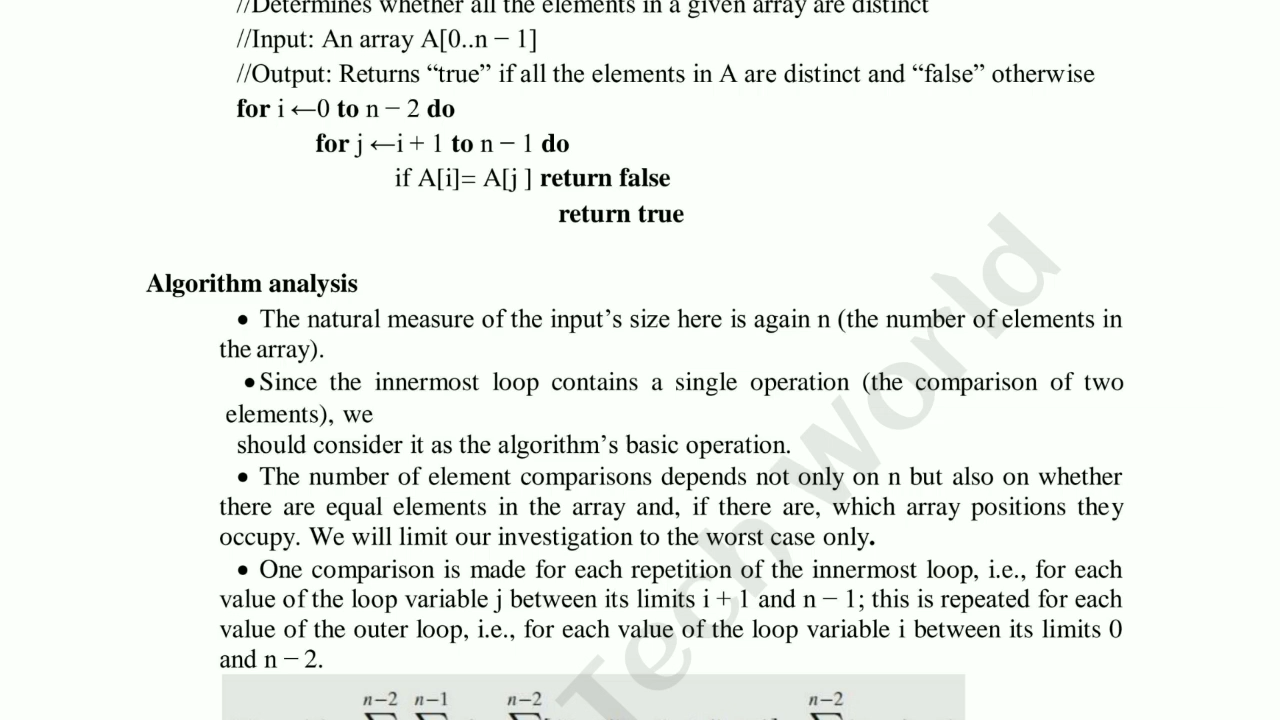 //Determines whether all the elements in a given array are distinct
//Input: An array A[0..n − 1]
//Output: Returns “true” if all the elements in A are distinct and “false” otherwise
for i ←0 to n − 2 do
for j ←i + 1 to n − 1 do
if A[i]= A[j ] return false
return true
Algorithm analysis
• The natural measure of the input’s size here is again n (the number of elements in
the array).
•Since the innermost loop contains a single operation (the comparison of two
elements), we
should consider it as the algorithm’s basic operation.
• The number of element comparisons depends not only on n but also on whether
there are equal elements in the array and, if there are, which array positions they
occupy. We will limit our investigation to the worst case only.
• One comparison is made for each repetition of the innermost loop, i.e., for each
value of the loop variable j between its limits i + 1 and n − 1; this is repeated for each
value of the outer loop, i.e., for each value of the loop variable i between its limits 0
and n − 2.
n−2 n−1 n−2 n−2
Tech World